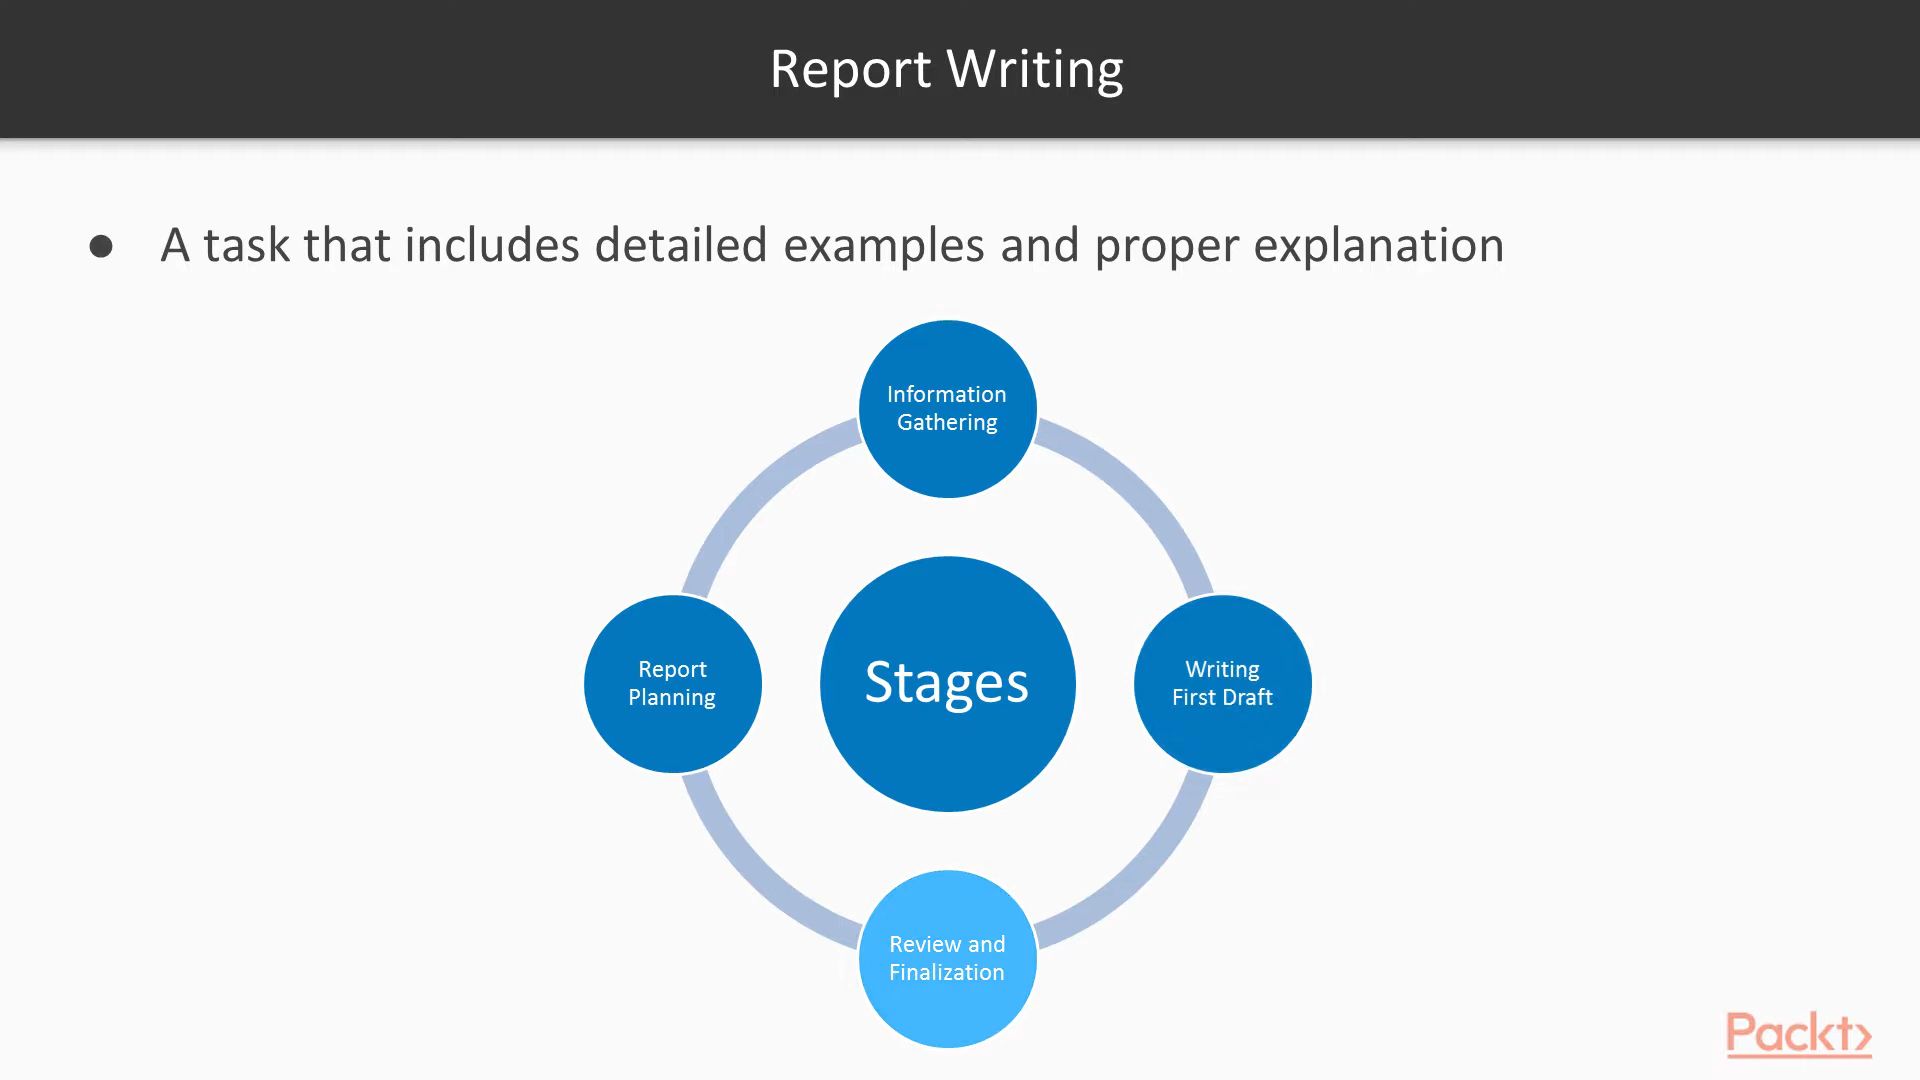 Report Writing
● A task that includes detailed examples and proper explanation
Information
Gathering
Report
Planning
Stages
Writing
First Draft
Review and
Finalization
Packt>